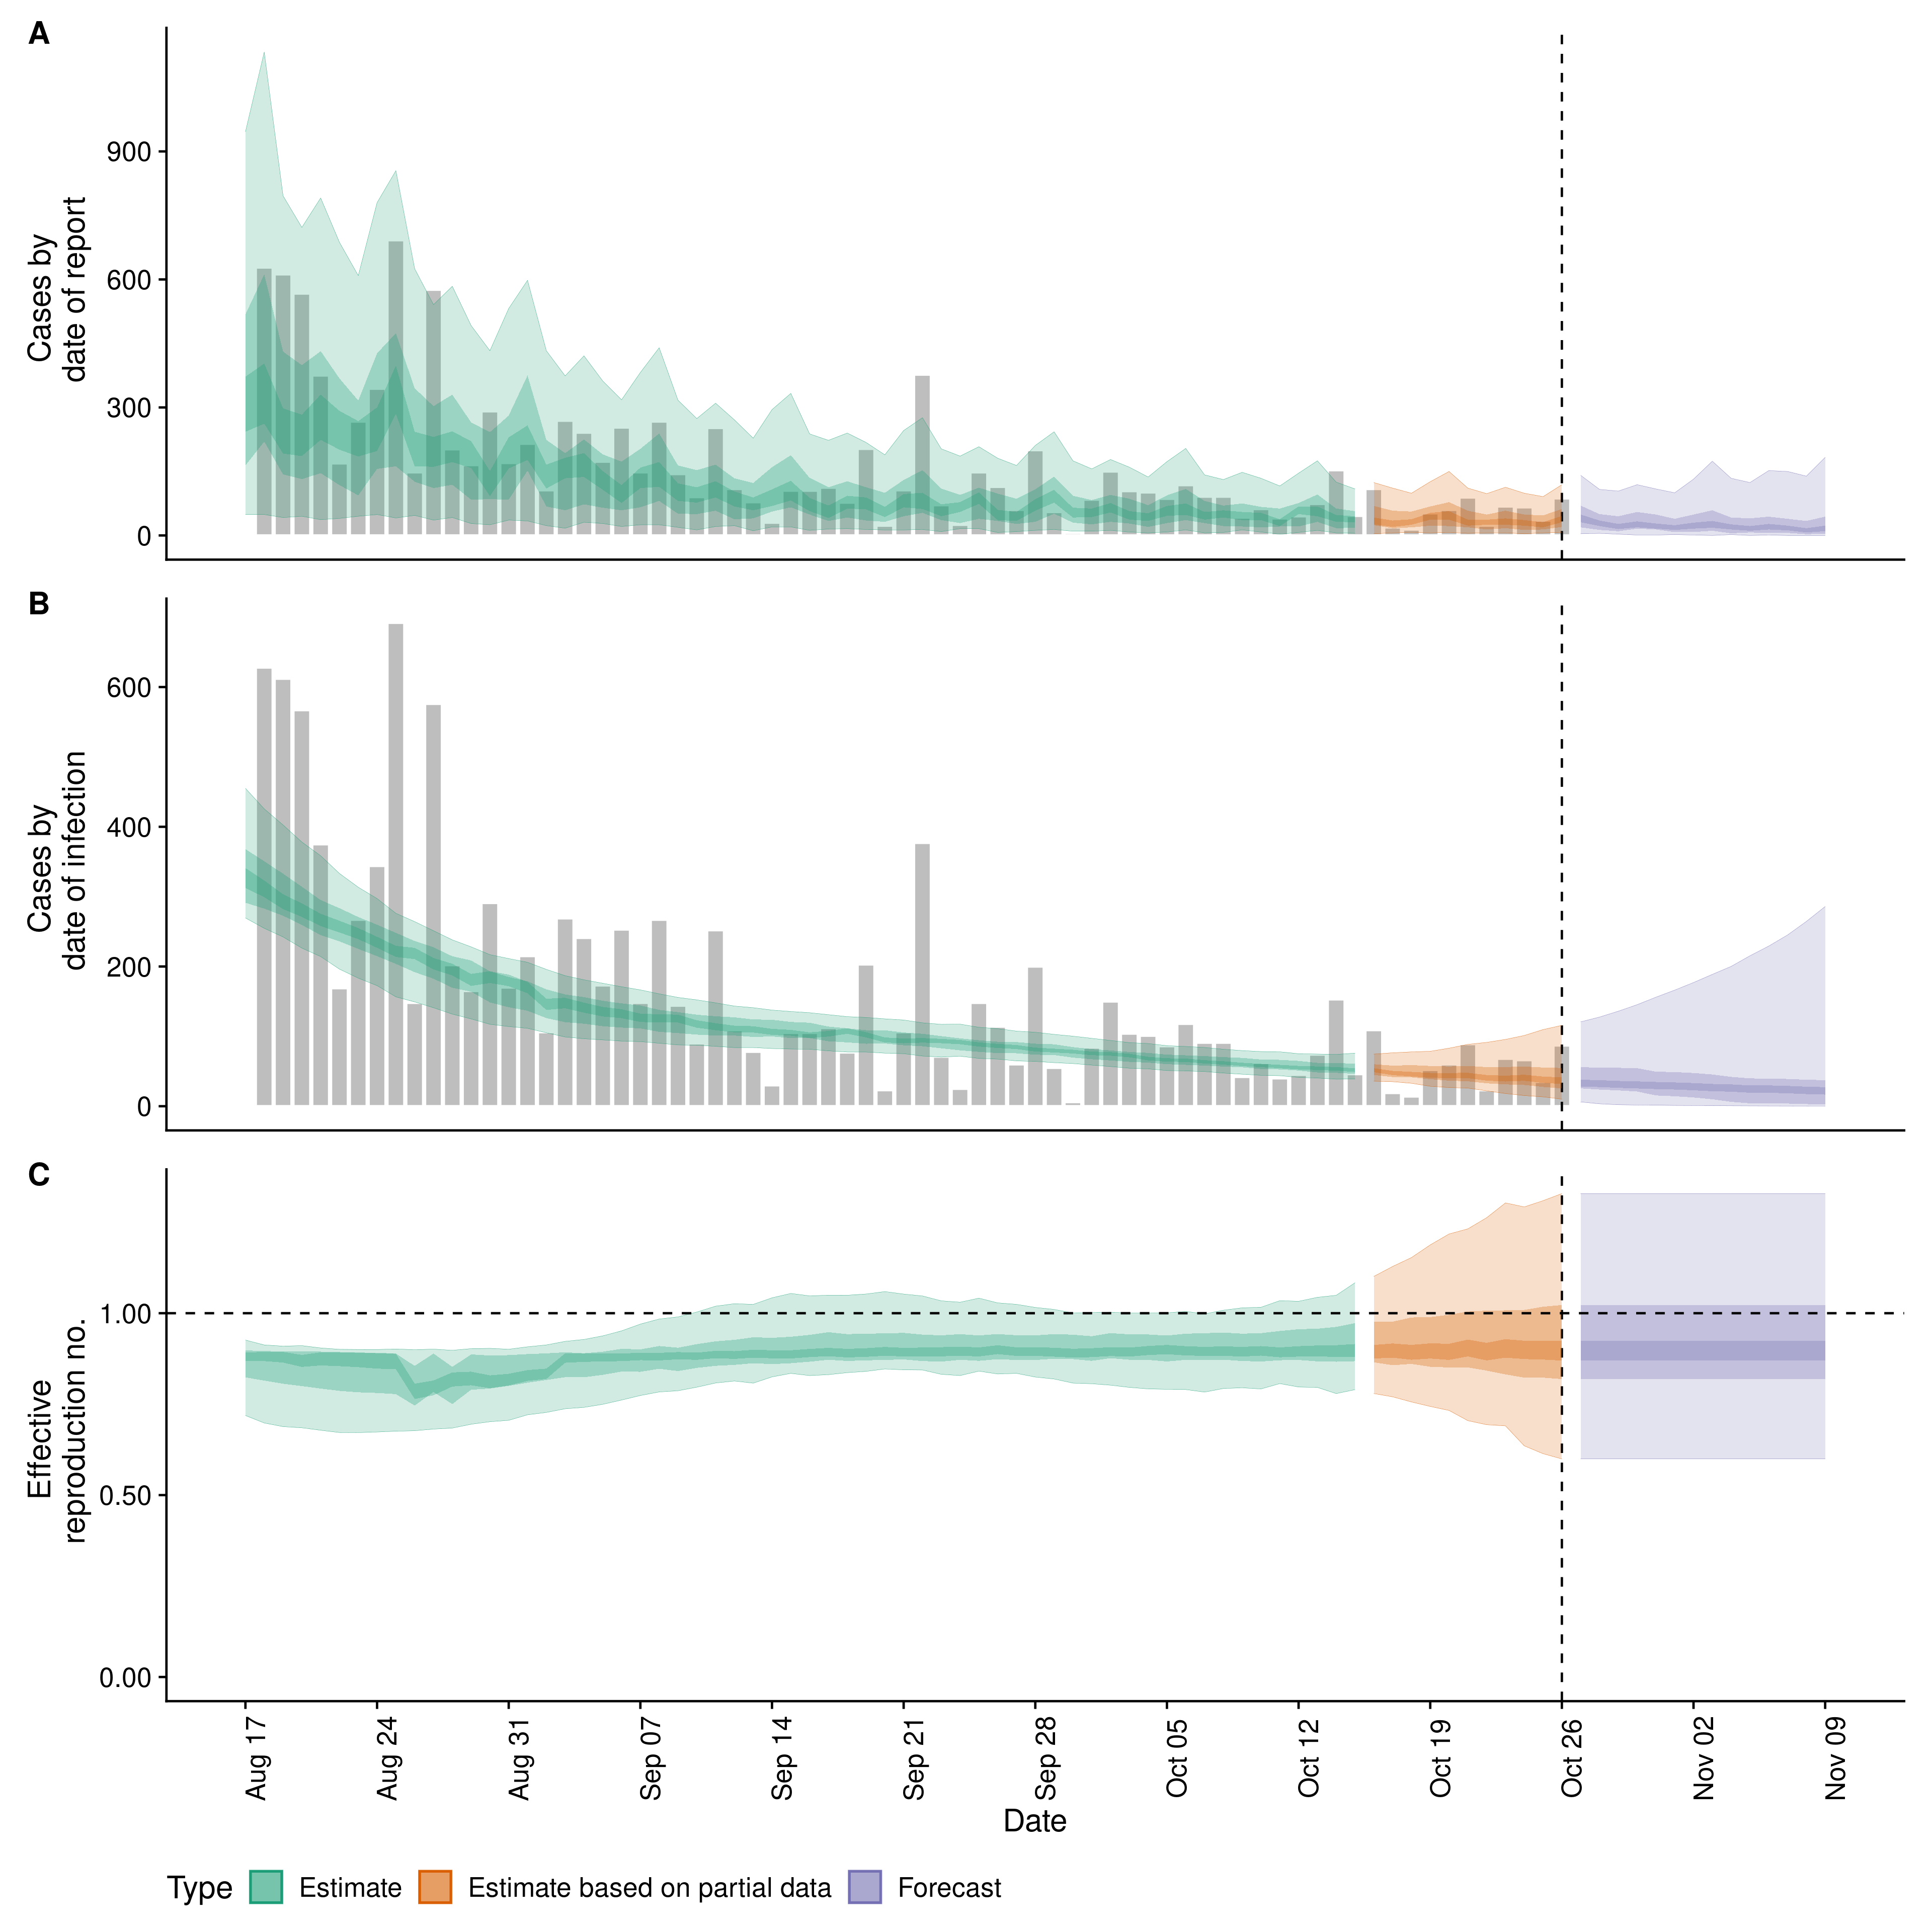 A
Cases by
date of report
900
600
300
0
B
Cases by
date of infection
600
400
200
0
C
Effective
reproduction no.
1.00
0.50
0.00
Aug 17
Aug 24
Aug 31
Sep 07
Sep 14
Sep 21
Sep 28
Oct 05
Oct 12
Oct 19
Oct 26
Nov 02
Nov 09
Date
Type Estimate Estimate based on partial data Forecast